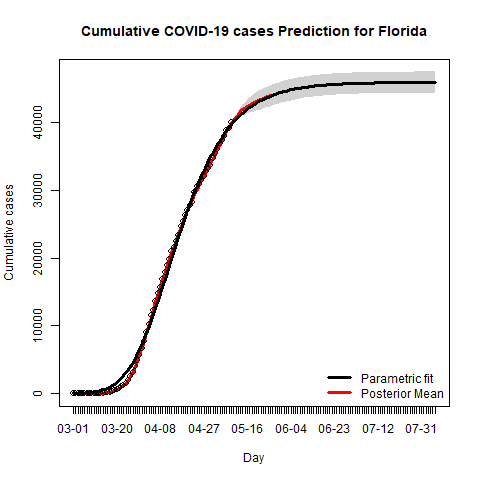 Cumulative COVID-19 cases Prediction for Florida
Cumulative cases
40000
30000
20000
10000
0
Parametric fit
Posterior Mean
03-01 03-20 04-08 04-27 05-16 06-04 06-23 07-12 07-31
Day